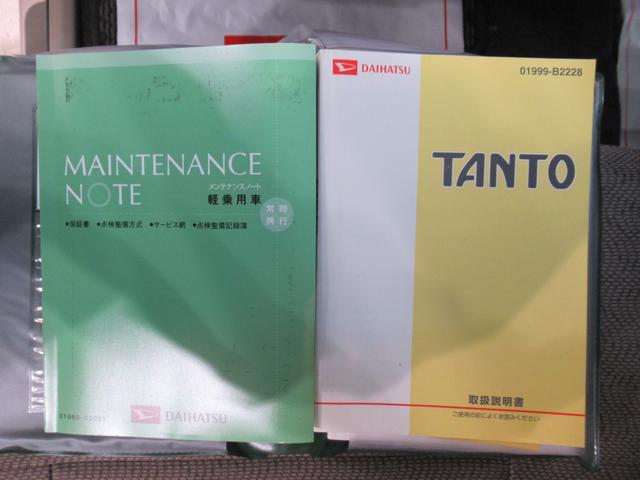 MAINTENANCE
NOTE
メンテナンスノート
軽乗用車
常時
携行
●保証書 ●点検整備方式 ●サービス網 ●点検整備記録簿
DAIHATSU
DAIHATSU
01999-B2228
TANTO
取扱説明書
ご使用の前によくお読みください